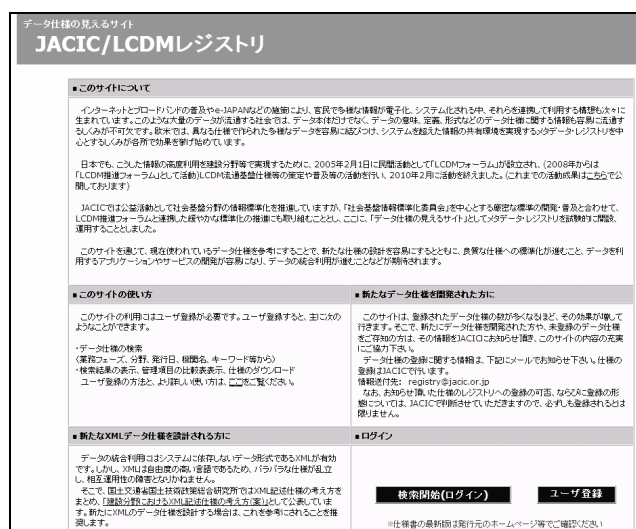 データ仕様の見えるサイト
JACIC/LCDMレジストリ
■このサイトについて
インターネットとブロードバンドの普及やe-JAPANなどの施策により、官民で多種な情報が電子化、システム化される中、それらを連携して利用する構想も次々に
生まれています。このような大量のデータが流通する社会では、データ本体だけでなく、データの意味、定義、形式などのデータ仕様に関する情報も流通す
るしくみが不可欠です。欧米では、異なる仕様で作られた多様なデータを容易に結びつけ、システムを超えた情報の共有環境を実現するメタデータ・レジストリを中
心とするしくみが各所で効果を挙げ始めています。
日本でも、こうした情報の高度利用を建設分野等で実現するために、2005年2月1日に民間活動として「LCDMフォーラム」が設立され、(2008年からは
「LCDM推進フォーラム」として活動)LCDM流通基盤仕様等の策定や普及等の活動を行い、2010年2月に活動を終えました。(これまでの活動成果はこちらで公
開しております)
JACICでは公益活動として社会基盤分野の情報標準化を推進していますが、「社会基盤情報標準化委員会」を中心とする厳密な標準の開発・普及と合わせて、
LCDM推進フォーラムと連携した緩やかな標準化の推進にも取り組むこととし、ここに、「データ仕様の見えるサイト」としてメタデータ・レジストリを試験的に開設、
運用することとしました。
このサイトを通じて、現在使われているデータ仕様を参考にすることで、新たな仕様の設計を容易にするとともに、良質な仕様への標準化が進むこと、データを利
用するアプリケーションやサービスの開発が容易になり、データの統合利用が進むことなどが期待されます。
■このサイトの使い方
このサイトの利用にはユーザ登録が必要です。ユーザ登録すると、主に次の
ようなことができます。
・データ仕様の検索
(業務フェーズ、分野、発行日、機関名、キーワード等から)
・検索結果の表示、管理項目の比較表表示、仕様のダウンロード
ユーザ登録の方法と、より詳しい使い方は、ここをご覧ください。
■新たなデータ仕様を開発された方に
このサイトは、登録されたデータ仕様の数が多くなるほど、その効果が増して
行きます。そこで、新たにデータ仕様を開発した方や、未登録のデータ仕様
をご存知の方は、その情報をJACICにお知らせ頂き、このサイトの内容の充実
にご協力下さい。
データ仕様の登録に関する情報は、下記にメールでお知らせ下さい。仕様の
登録はJACICで行います。
情報送付先: registry@jacic.or.jp
なお、お知らせ頂いた仕様のレジストリへの登録の可否、ならびに登録の形
態については、JACICで判断させていただきますので、必ずしも登録されるとは
限りません。
■新たなXMLデータ仕様を設計される方に
データの統合利用にはシステムに依存しないデータ形式であるXMLが有効
です。しかし、XMLは自由度の高い言語であるため、バラバラな仕様が乱立
し、相互運用性の障害となりかねません。
そこで、国土交通省国土技術政策総合研究所ではXML記述仕様の考え方を
まとめ、「建設分野におけるXML記述仕様の考え方(案)」として公表していま
す。新たにXMLのデータ仕様を設計する場合は、これを参考にされることを推
奨します。
■ログイン
検索開始(ログイン)
ユーザ登録
※仕様書の最新版は発行元のホームページ等でご確認ください